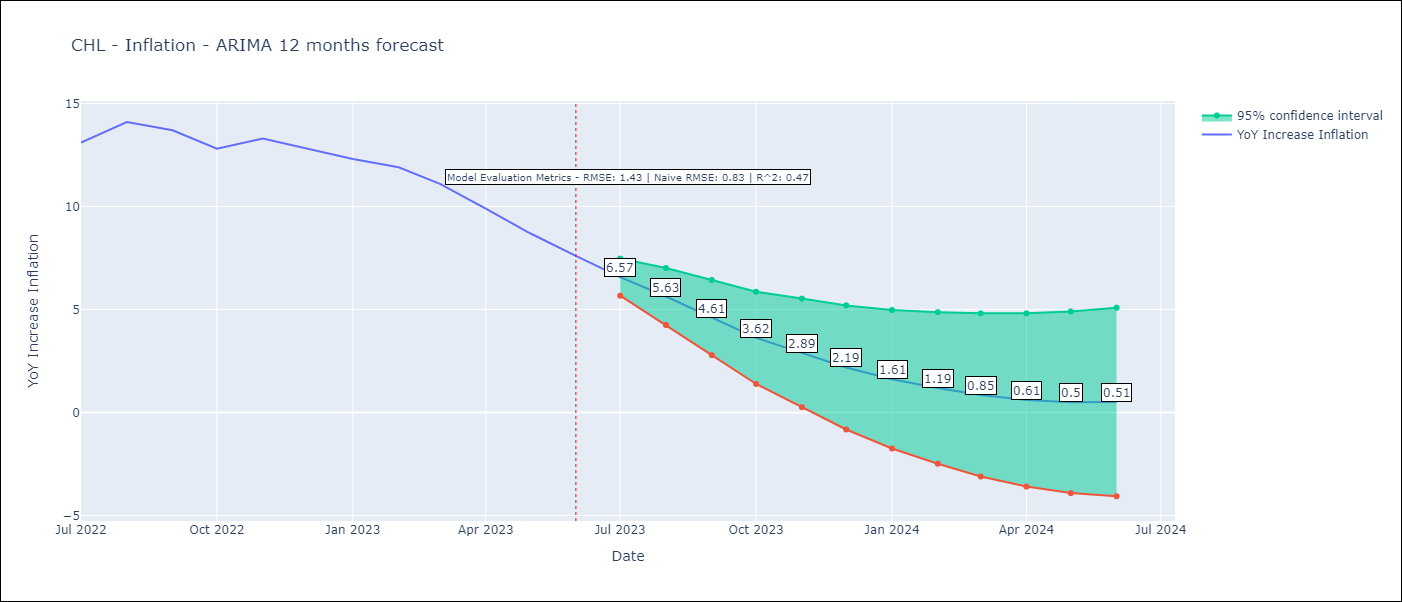 CHL - Inflation - ARIMA 12 months forecast
15
10
5
0
−5
YoY Increase Inflation
Model Evaluation Metrics - RMSE: 1.43 | Naive RMSE: 0.83 | R^2: 0.47
6.57
5.63
4.61
3.62
2.89
2.19
1.61
1.19
0.85
0.61
0.5
0.51
Jul 2022
Oct 2022
Jan 2023
Apr 2023
Jul 2023
Oct 2023
Jan 2024
Apr 2024
Jul 2024
Date
95% confidence interval
YoY Increase Inflation